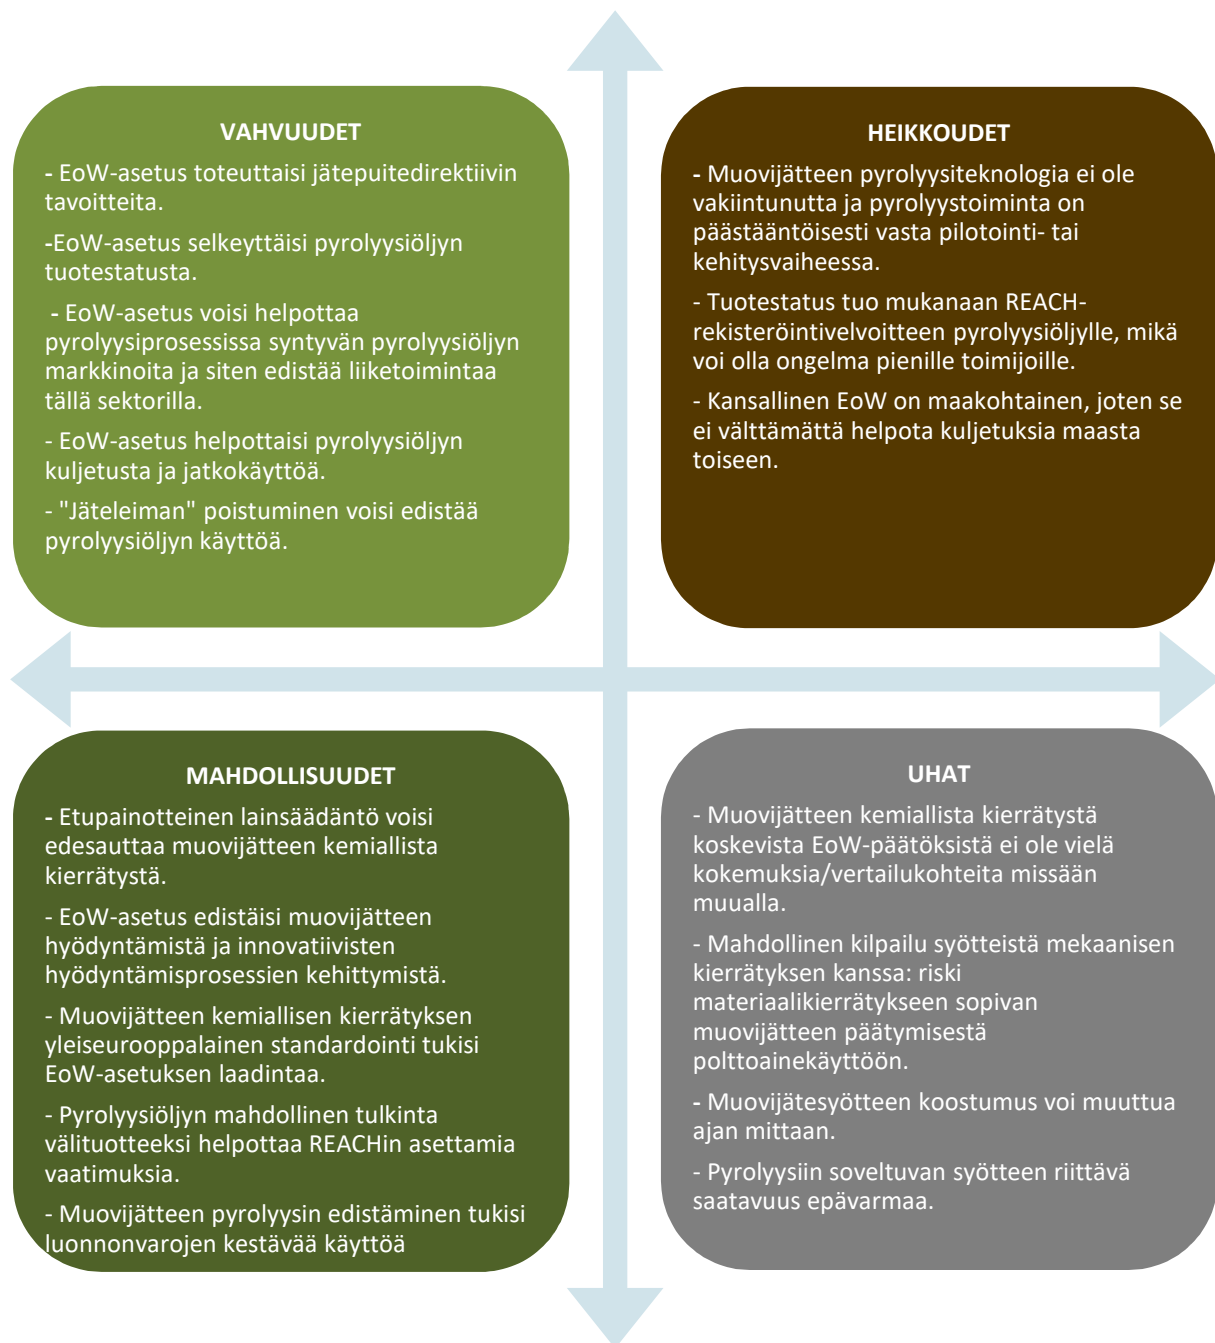 VAHVUUDET
- EoW-asetus toteuttaisi jätepuitedirektiivin
tavoitteita.
-EoW-asetus selkeyttäisi pyrolyysiöljyn
tuotestatusta.
- EoW-asetus voisi helpottaa
pyrolyysiprosessissa syntyvän pyrolyysiöljyn
markkinoita ja siten edistää liiketoimintaa
tällä sektorilla.
- EoW-asetus helpottaisi pyrolyysiöljyn
kuljetusta ja jatkokäyttöä.
- "Jäteleiman" poistuminen voisi edistää
pyrolyysiöljyn käyttöä.
HEIKKOUDET
- Muovijätteen pyrolyysiteknologia ei ole
vakiintunutta ja pyrolyystoiminta on
päästääntöisesti vasta pilotointi- tai
kehitysvaiheessa.
- Tuotestatus tuo mukanaan REACH-
rekisteröintivelvoitteen pyrolyysiöljylle, mikä
voi olla ongelma pienille toimijoille.
- Kansallinen EoW on maakohtainen, joten se
ei välttämättä helpota kuljetuksia maasta
toiseen.
MAHDOLLISUUDET
- Etupainotteinen lainsäädäntö voisi
edesauttaa muovijätteen kemiallista
kierrätystä.
- EoW-asetus edistäisi muovijätteen
hyödyntämistä ja innovatiivisten
hyödyntämisprosessien kehittymistä.
- Muovijätteen kemiallisen kierrätyksen
yleiseurooppalainen standardointi tukisi
EoW-asetuksen laadintaa.
- Pyrolyysiöljyn mahdollinen tulkinta
välituotteeksi helpottaa REACHin asettamia
vaatimuksia.
- Muovijätteen pyrolyysin edistäminen tukisi
luonnonvarojen kestävää käyttöä
UHAT
- Muovijätteen kemiallista kierrätystä
koskevista EoW-päätöksistä ei ole vielä
kokemuksia/vertailukohteita missään
muualla.
- Mahdollinen kilpailu syötteistä mekaanisen
kierrätyksen kanssa: riski
materiaalikierrätykseen sopivan
muovijätteen päätymisestä
polttoainekäyttöön.
- Muovijätesyötteen koostumus voi muuttua
ajan mittaan.
- Pyrolyysiin soveltuvan syötteen riittävä
saatavuus epävarmaa.